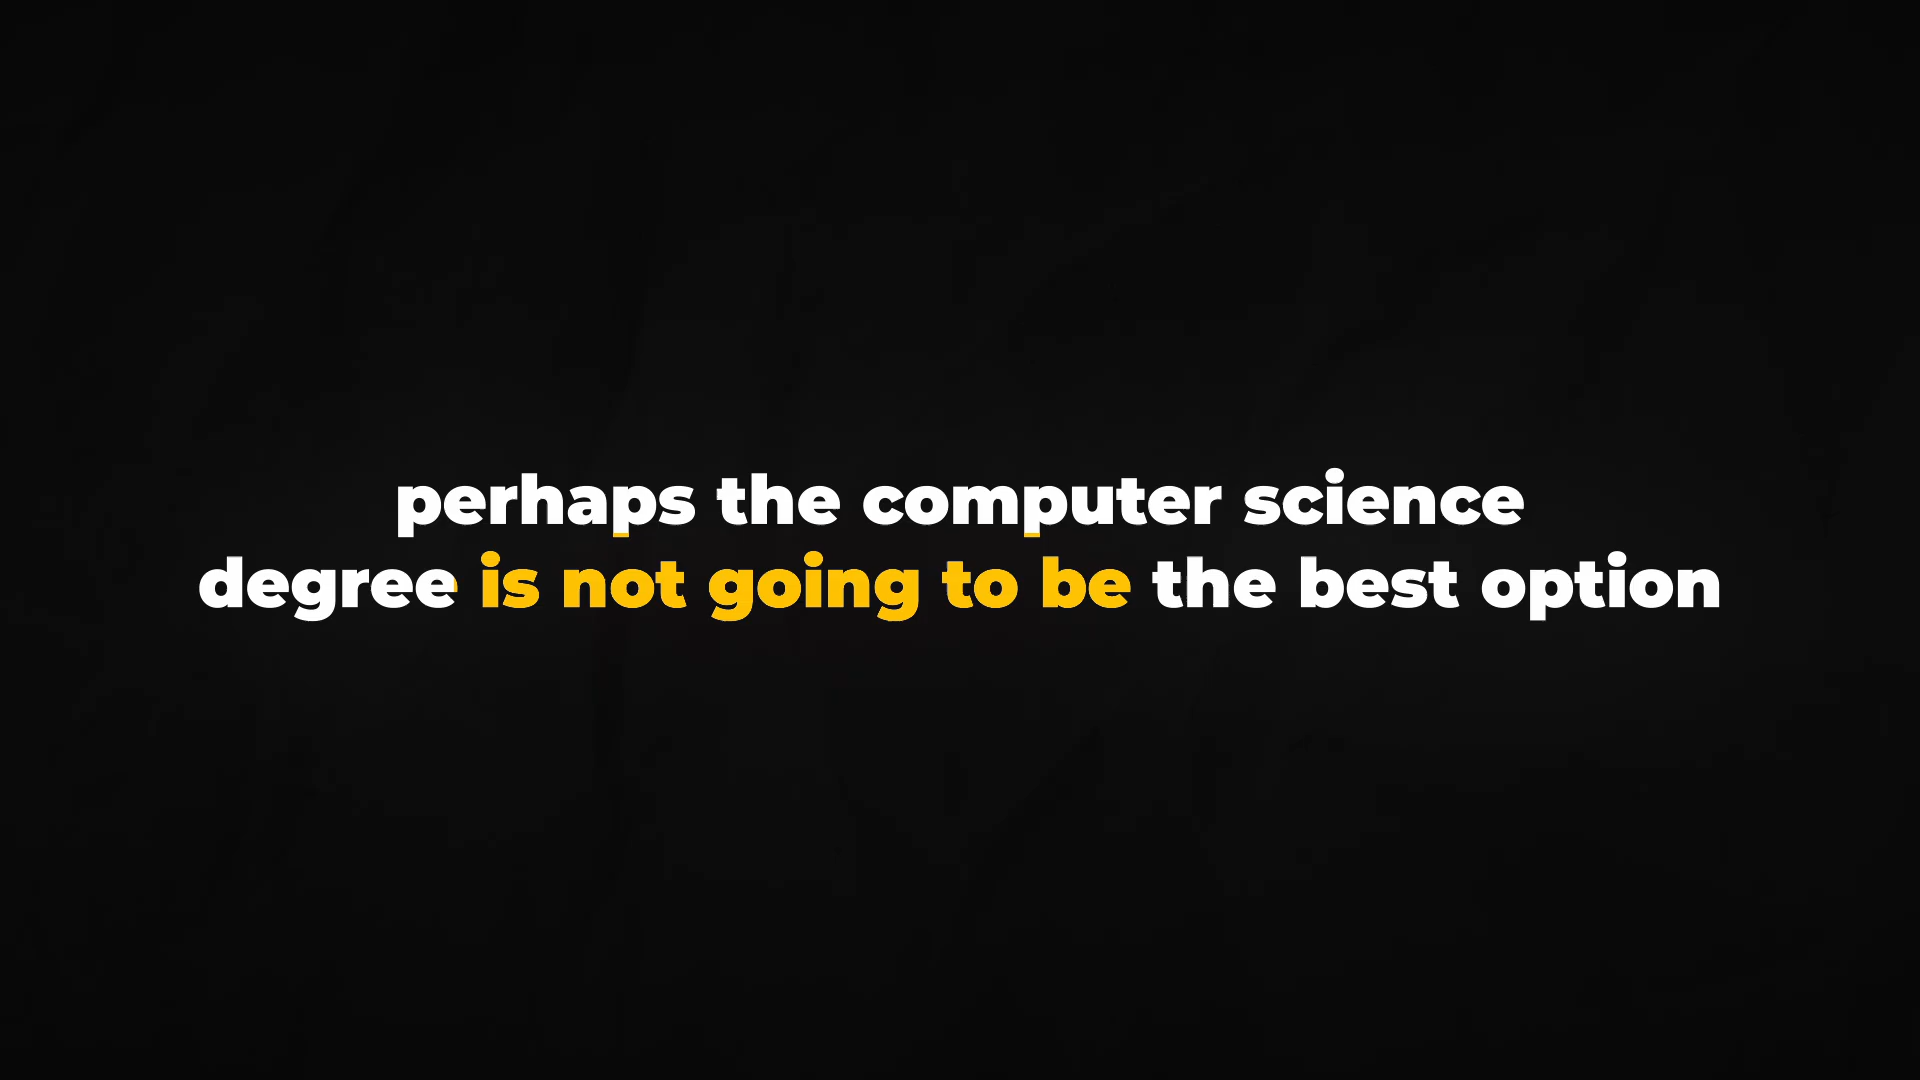 perhaps the computer science
degree is not going to be the best option